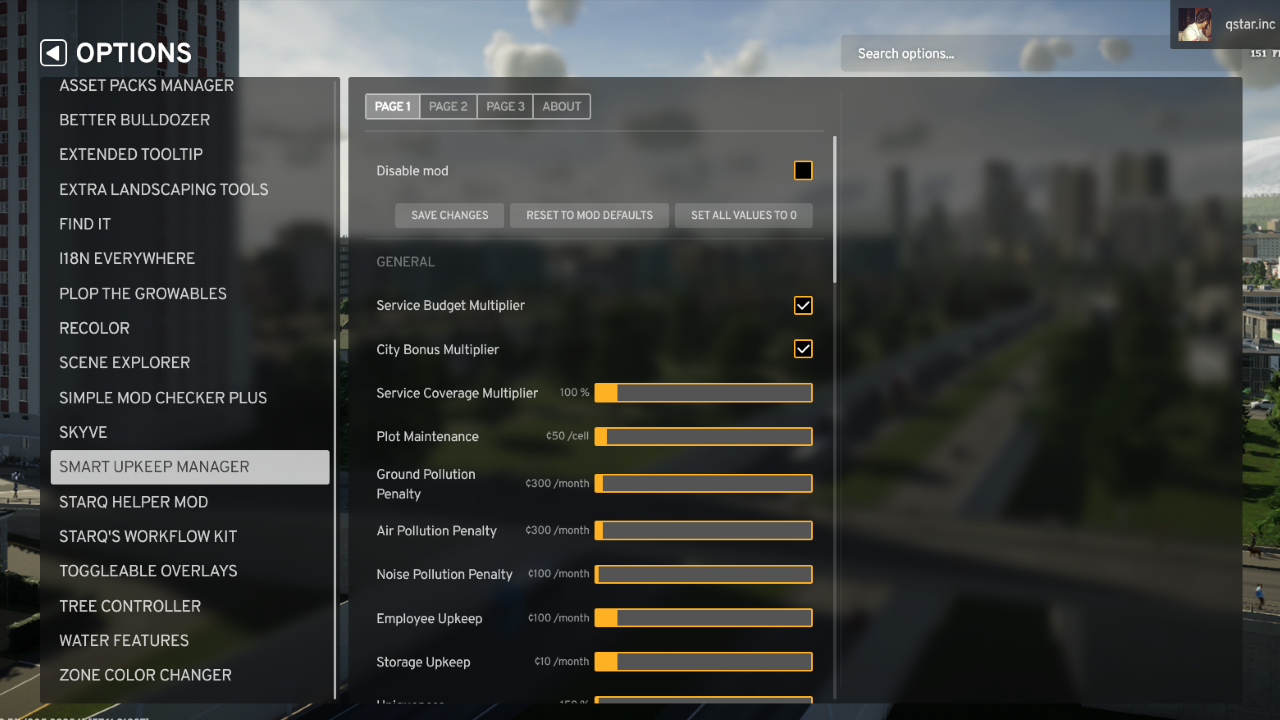 OPTIONS
Search options...
qstar.inc
ASSET PACKS MANAGER
BETTER BULLDOZER
EXTENDED TOOLTIP
EXTRA LANDSCAPING TOOLS
FIND IT
I18N EVERYWHERE
PLOP THE GROWABLES
RECOLOR
SCENE EXPLORER
SIMPLE MOD CHECKER PLUS
SKYVE
SMART UPKEEP MANAGER
STARQ HELPER MOD
STARQ'S WORKFLOW KIT
TOGGLEABLE OVERLAYS
TREE CONTROLLER
WATER FEATURES
ZONE COLOR CHANGER
PAGE 1 PAGE 2 PAGE 3 ABOUT
Disable mod
SAVE CHANGES RESET TO MOD DEFAULTS SET ALL VALUES TO 0
GENERAL
Service Budget Multiplier
City Bonus Multiplier
Service Coverage Multiplier 100 %
Plot Maintenance ¢50 /cell
Ground Pollution
Penalty ¢300 /month
Air Pollution Penalty ¢300 /month
Noise Pollution Penalty ¢100 /month
Employee Upkeep ¢100 /month
Storage Upkeep ¢10 /month